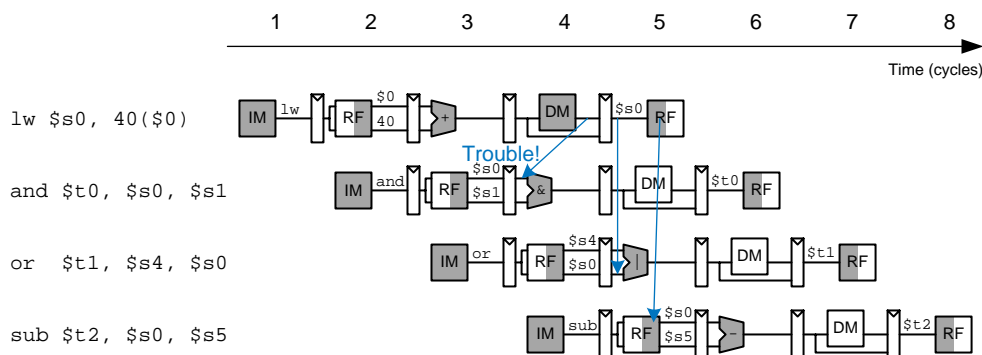 1 2 3 4 5 6 7 8
Time (cycles)
lw $s0, 40($0) IM lw RF $0 40 + DM $s0 RF
Trouble!
and $t0, $s0, $s1 IM and RF $s0 $s1 & DM $t0 RF
or $t1, $s4, $s0 IM or RF $s4 $s0 | DM $t1 RF
sub $t2, $s0, $s5 IM sub RF $s0 $s5 - DM $t2 RF